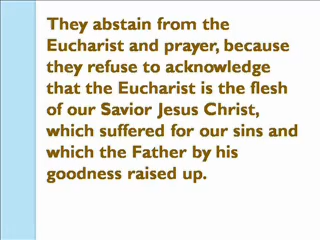 They abstain from the
Eucharist and prayer, because
they refuse to acknowledge
that the Eucharist is the flesh
of our Savior Jesus Christ,
which suffered for our sins and
which the Father by his
goodness raised up.